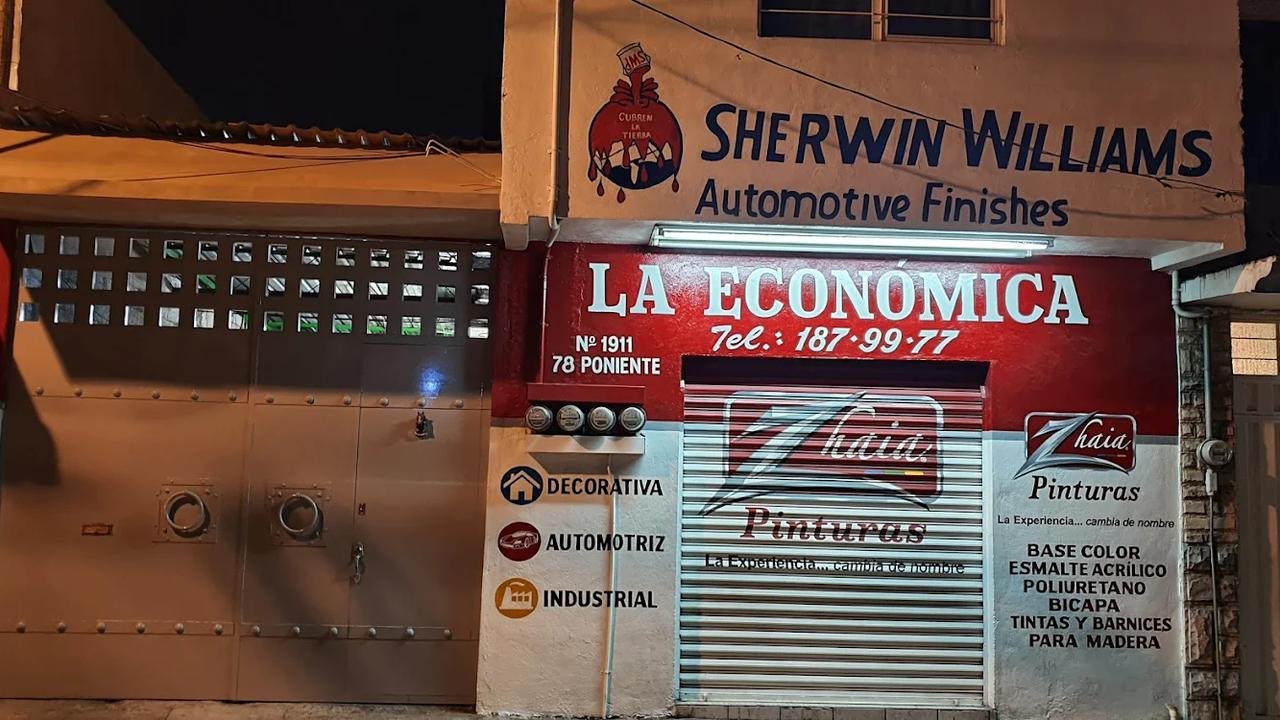 SWP
CUBREN
LA
TIERRA
SHERWIN WILLIAMS
Automotive Finishes
LA ECONÓMICA
Tel.: 187·99·77
Nº 1911
78 PONIENTE
Zhaia
Pinturas
La Experiencia... cambia de nombre
DECORATIVA
AUTOMOTRIZ
INDUSTRIAL
Zhaia
Pinturas
La Experiencia... cambia de nombre
BASE COLOR
ESMALTE ACRÍLICO
POLIURETANO
BICAPA
TINTAS Y BARNICES
PARA MADERA